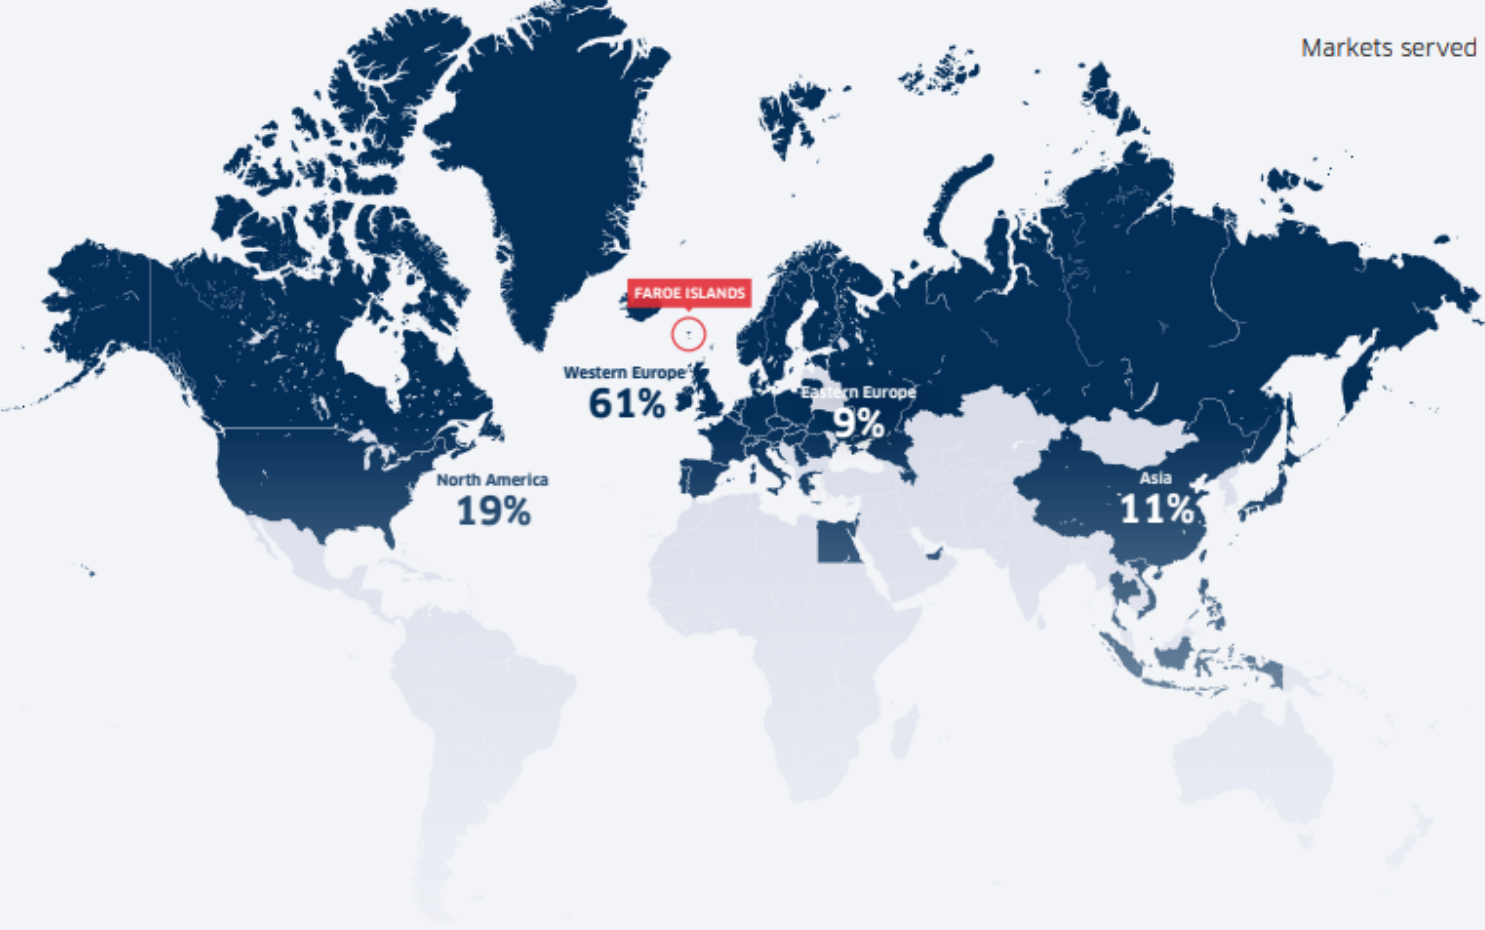 Markets served
FAROE ISLANDS
Western Europe
61%
Eastern Europe
9%
North America
19%
Asia
11%